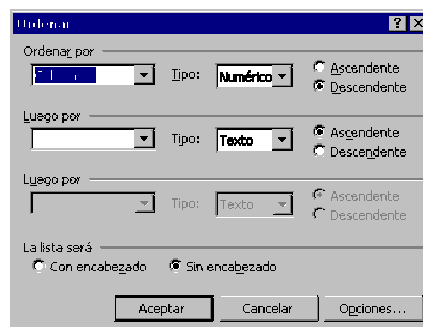 Ordenar
Ordenar por
Tipo: Numérico
Ascendente
Descendente
Luego por
Tipo: Texto
Ascendente
Descendente
Luego por
Tipo: Texto
Ascendente
Descendente
La lista será
Con encabezado Sin encabezado
Aceptar Cancelar Opciones...